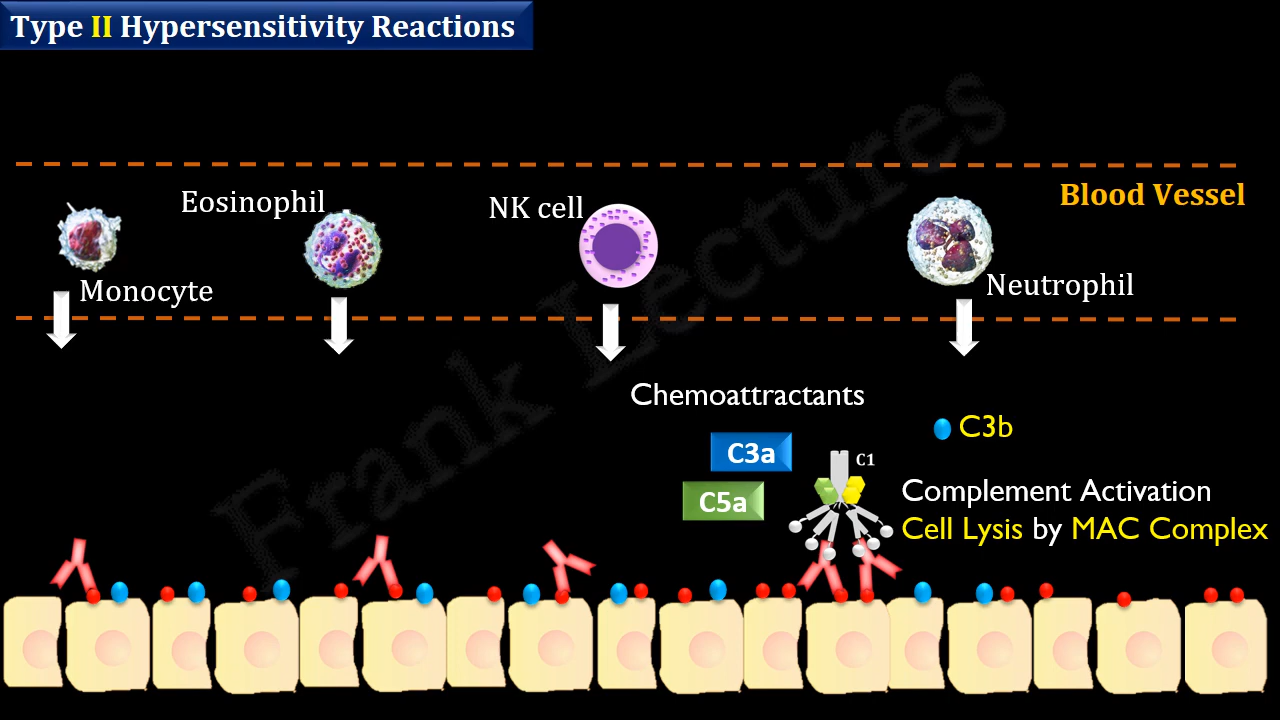 Type II Hypersensitivity Reactions
Blood Vessel
Eosinophil
NK cell
Monocyte
Neutrophil
Chemoattractants
C3b
C3a
C1
C5a
Complement Activation
Cell Lysis by MAC Complex
Frank Lectures